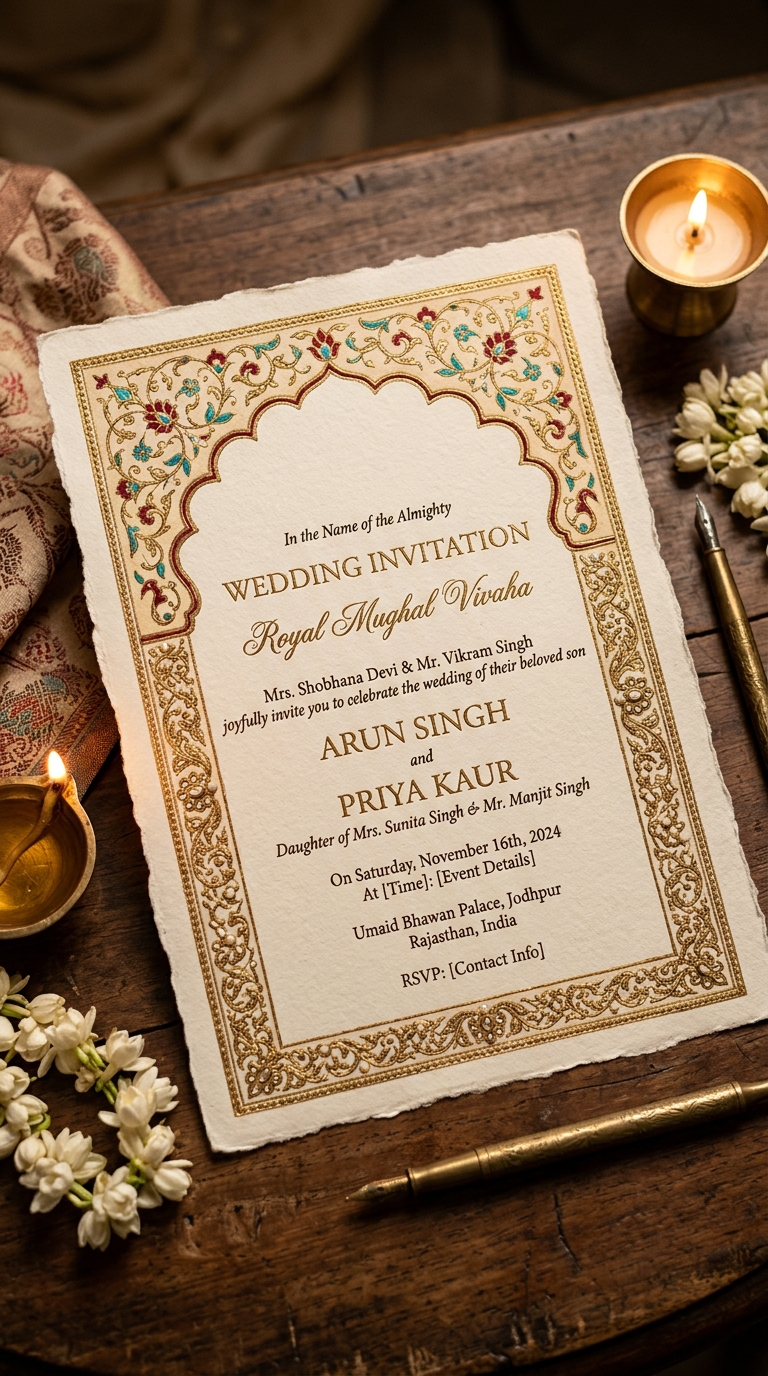 In the Name of the Almighty
WEDDING INVITATION
Royal Mughal Vivaha
Mrs. Shobhana Devi & Mr. Vikram Singh
joyfully invite you to celebrate the wedding of their beloved son
ARUN SINGH
and
PRIYA KAUR
Daughter of Mrs. Sunita Singh & Mr. Manjit Singh
On Saturday, November 16th, 2024
At [Time]: [Event Details]
Umaid Bhawan Palace, Jodhpur
Rajasthan, India
RSVP: [Contact Info]